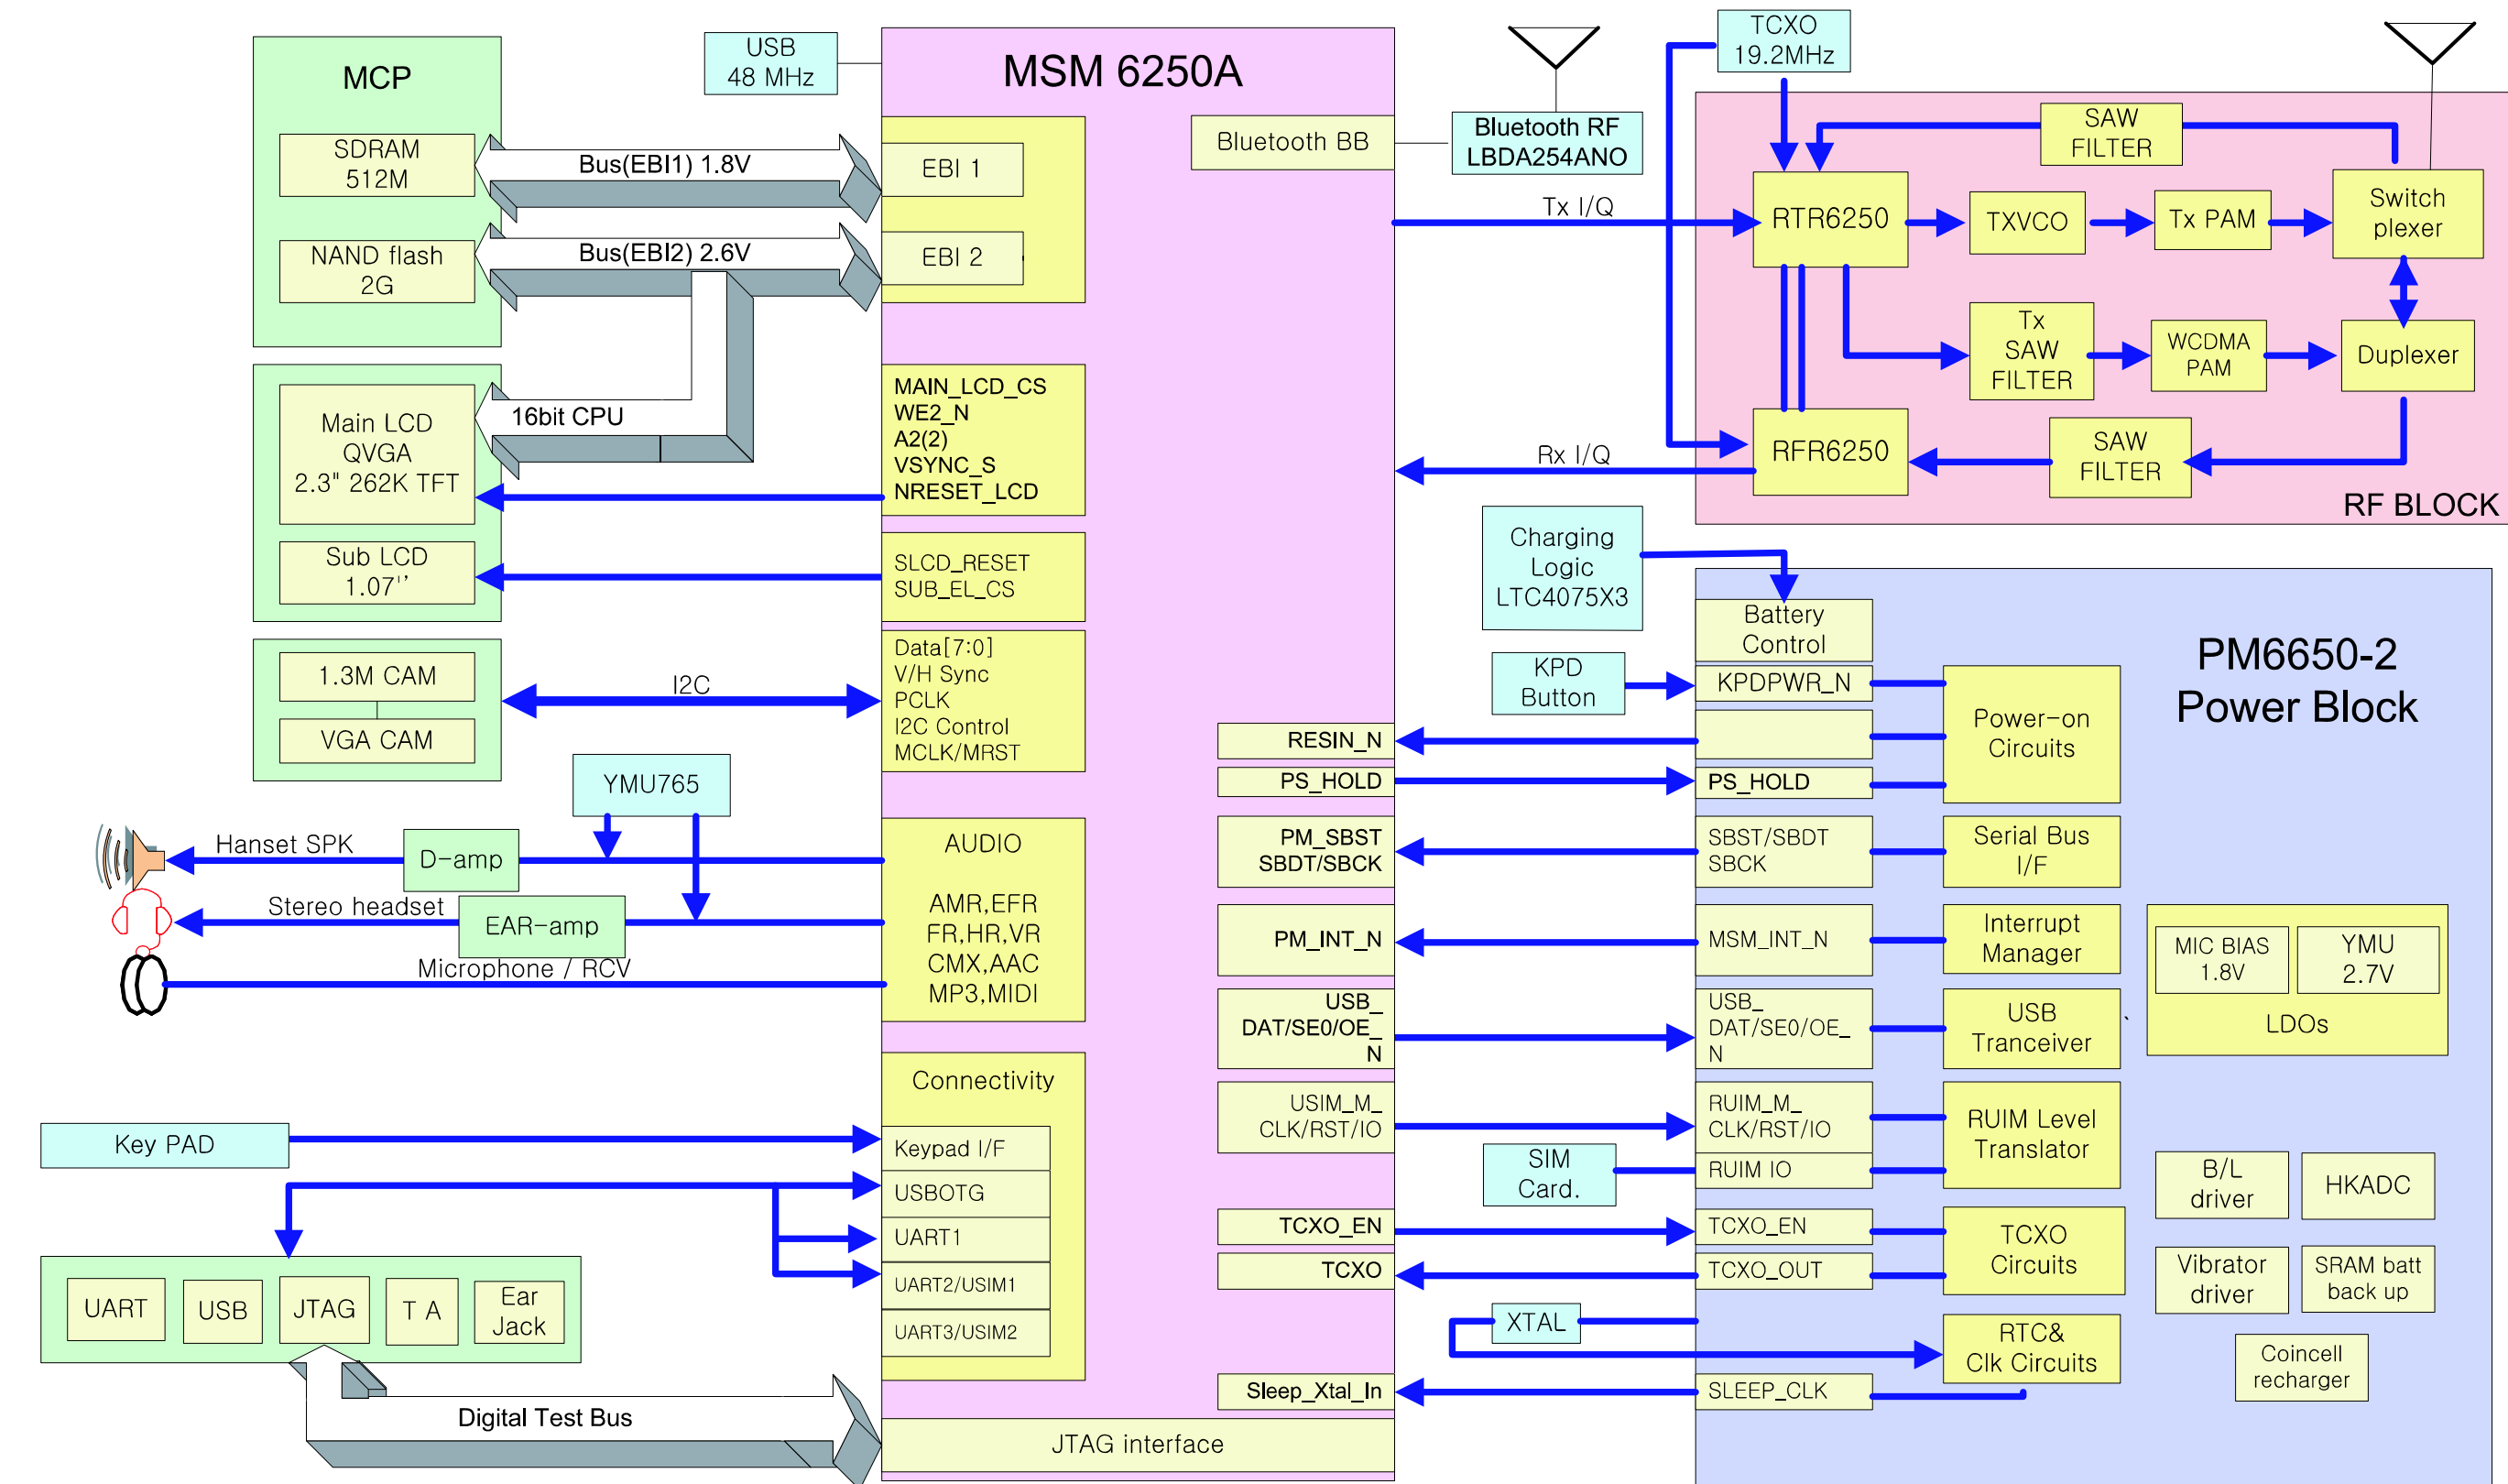 MCP
SDRAM
512M
NAND flash
2G
Bus(EBI1) 1.8V
Bus(EBI2) 2.6V
16bit CPU
Main LCD
QVGA
2.3" 262K TFT
Sub LCD
1.07''
1.3M CAM
VGA CAM
I2C
YMU765
Hanset SPK
D-amp
Stereo headset
EAR-amp
Microphone / RCV
Key PAD
UART
USB
JTAG
T A
Ear
Jack
Digital Test Bus
USB
48 MHz
MSM 6250A
EBI 1
EBI 2
Bluetooth BB
MAIN_LCD_CS
WE2_N
A2(2)
VSYNC_S
NRESET_LCD
SLCD_RESET
SUB_EL_CS
Data[7:0]
V/H Sync
PCLK
I2C Control
MCLK/MRST
AUDIO
AMR,EFR
FR,HR,VR
CMX,AAC
MP3,MIDI
Connectivity
Keypad I/F
USBOTG
UART1
UART2/USIM1
UART3/USIM2
JTAG interface
RESIN_N
PS_HOLD
PM_SBST
SBDT/SBCK
PM_INT_N
USB_
DAT/SE0/OE_
N
USIM_M_
CLK/RST/IO
TCXO_EN
TCXO
Sleep_Xtal_In
Bluetooth RF
LBDA254ANO
Tx I/Q
Rx I/Q
TCXO
19.2MHz
SAW
FILTER
RTR6250
TXVCO
Tx PAM
Switch
plexer
Tx
SAW
FILTER
WCDMA
PAM
Duplexer
RFR6250
SAW
FILTER
RF BLOCK
Charging
Logic
LTC4075X3
KPD
Button
SIM
Card.
XTAL
PM6650-2
Power Block
Battery
Control
KPDPWR_N
PS_HOLD
Power-on
Circuits
SBST/SBDT
SBCK
Serial Bus
I/F
MSM_INT_N
Interrupt
Manager
USB_
DAT/SE0/OE_
N
USB
Tranceiver
RUIM_M_
CLK/RST/IO
RUIM IO
RUIM Level
Translator
TCXO_EN
TCXO_OUT
TCXO
Circuits
RTC&
Clk Circuits
SLEEP_CLK
MIC BIAS
1.8V
YMU
2.7V
LDOs
B/L
driver
HKADC
Vibrator
driver
SRAM batt
back up
Coincell
recharger